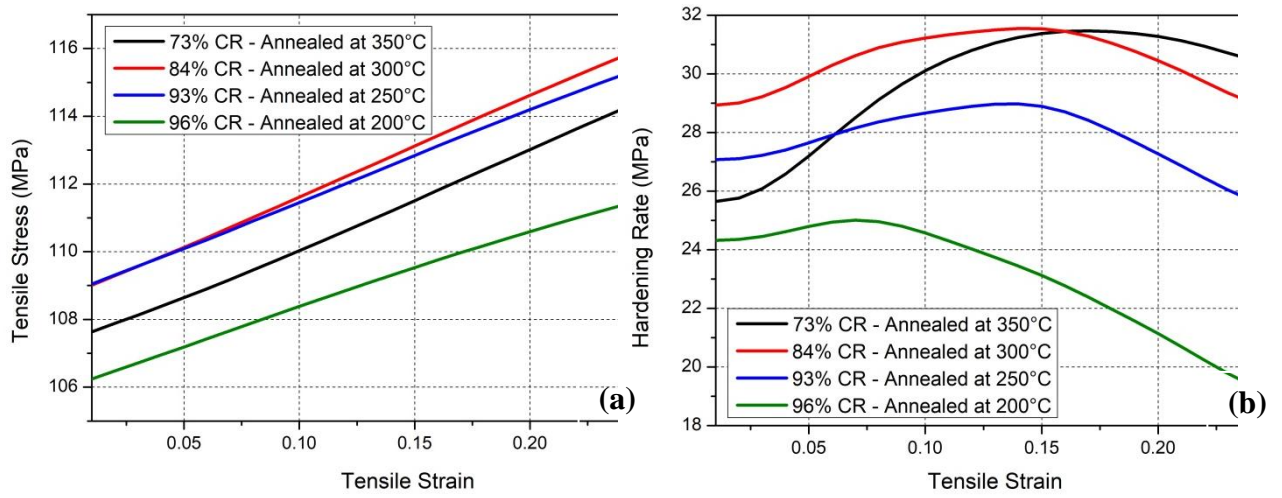 116
114
112
110
108
106
Tensile Stress (MPa)
73% CR - Annealed at 350°C
84% CR - Annealed at 300°C
93% CR - Annealed at 250°C
96% CR - Annealed at 200°C
(a)
0.05 0.10 0.15 0.20
Tensile Strain
32
30
28
26
24
22
20
18
Hardening Rate (MPa)
73% CR - Annealed at 350°C
84% CR - Annealed at 300°C
93% CR - Annealed at 250°C
96% CR - Annealed at 200°C
(b)
0.05 0.10 0.15 0.20
Tensile Strain